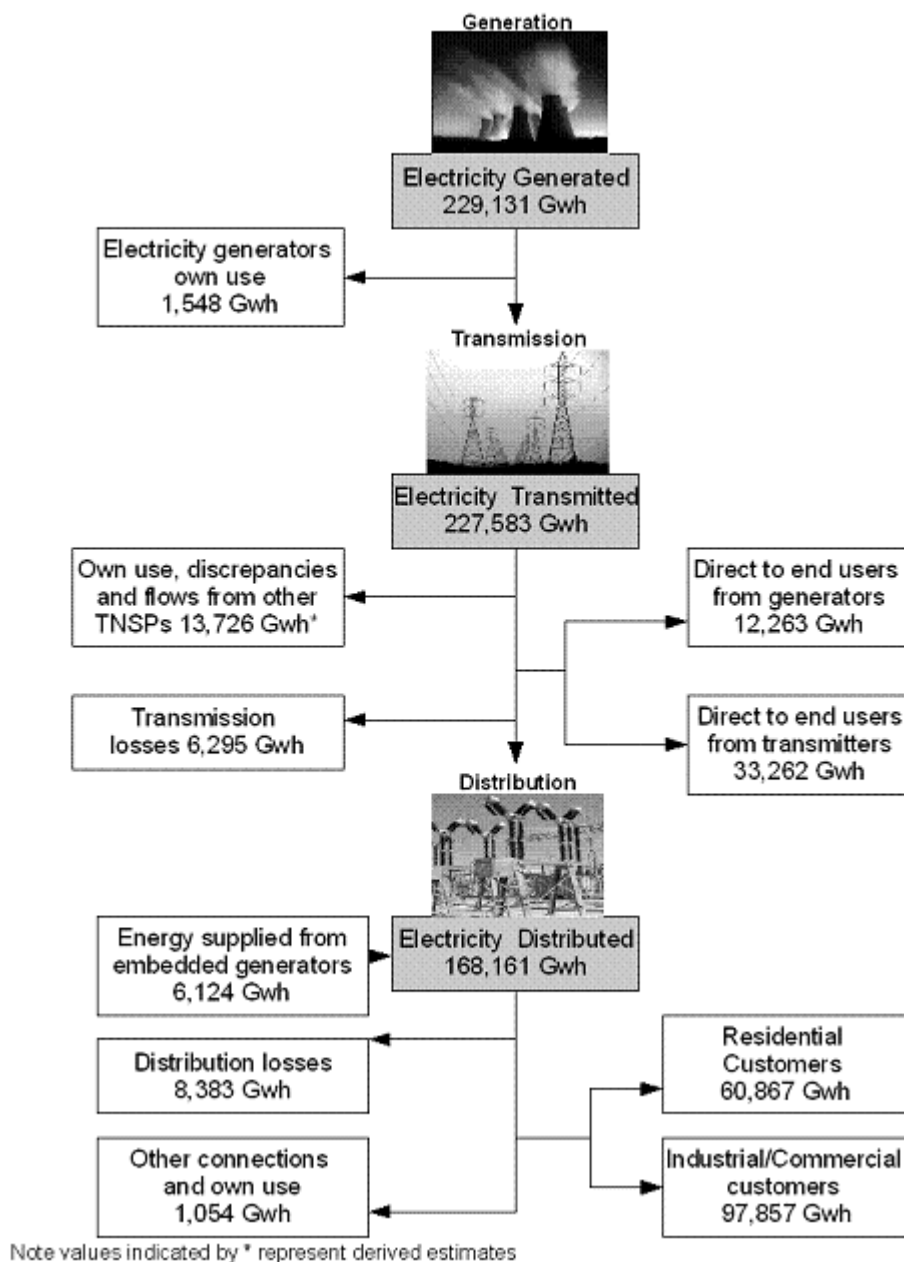 Generation
Electricity Generated
229,131 Gwh
Electricity generators
own use
1,548 Gwh
Transmission
Electricity Transmitted
227,583 Gwh
Own use, discrepancies
and flows from other
TNSPs 13,726 Gwh*
Direct to end users
from generators
12,263 Gwh
Transmission
losses 6,295 Gwh
Direct to end users
from transmitters
33,262 Gwh
Distribution
Energy supplied from
embedded generators
6,124 Gwh
Electricity Distributed
168,161 Gwh
Distribution losses
8,383 Gwh
Residential
Customers
60,867 Gwh
Other connections
and own use
1,054 Gwh
Industrial/Commercial
customers
97,857 Gwh
Note values indicated by * represent derived estimates